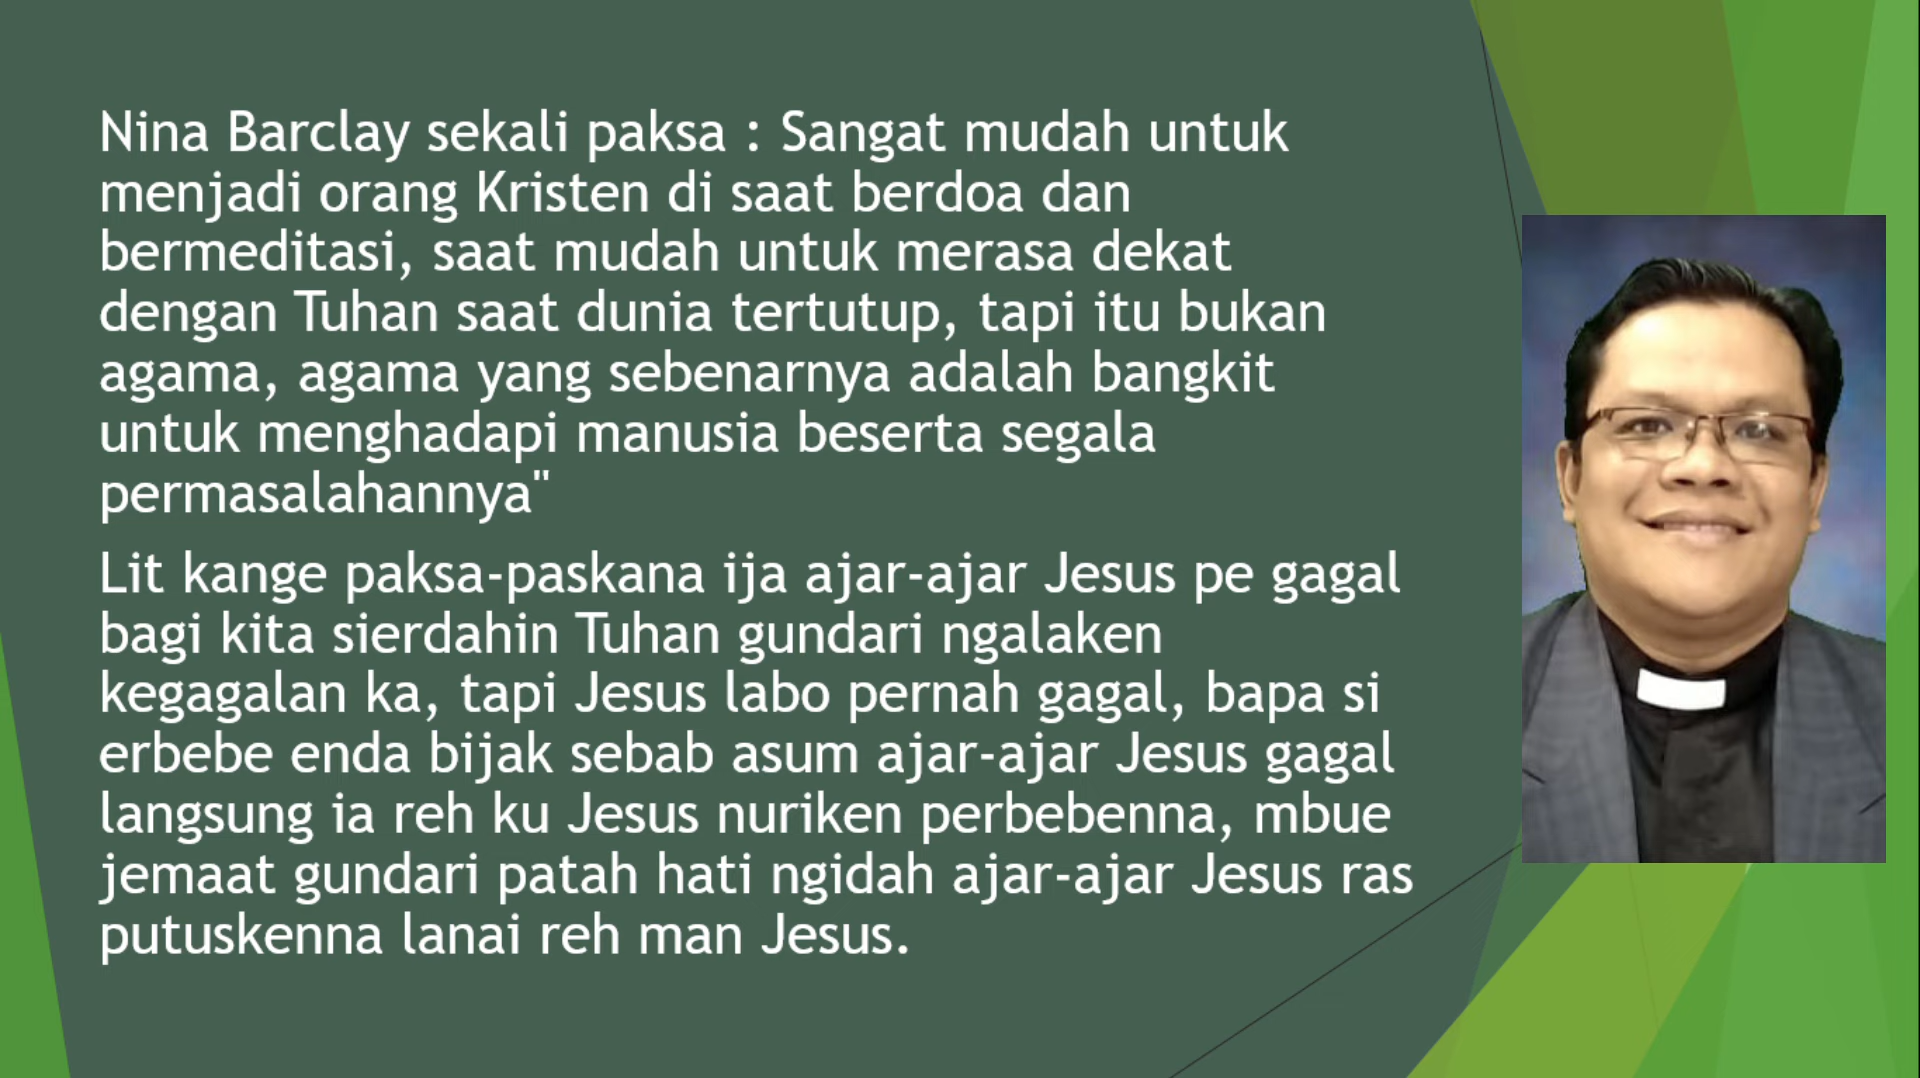 Nina Barclay sekali paksa : Sangat mudah untuk
menjadi orang Kristen di saat berdoa dan
bermeditasi, saat mudah untuk merasa dekat
dengan Tuhan saat dunia tertutup, tapi itu bukan
agama, agama yang sebenarnya adalah bangkit
untuk menghadapi manusia beserta segala
permasalahannya"
Lit kange paksa-paskana ija ajar-ajar Jesus pe gagal
bagi kita sierdahin Tuhan gundari ngalaken
kegagalan ka, tapi Jesus labo pernah gagal, bapa si
erbebe enda bijak sebab asum ajar-ajar Jesus gagal
langsung ia reh ku Jesus nuriken perbebenna, mbue
jemaat gundari patah hati ngidah ajar-ajar Jesus ras
putuskenna lanai reh man Jesus.